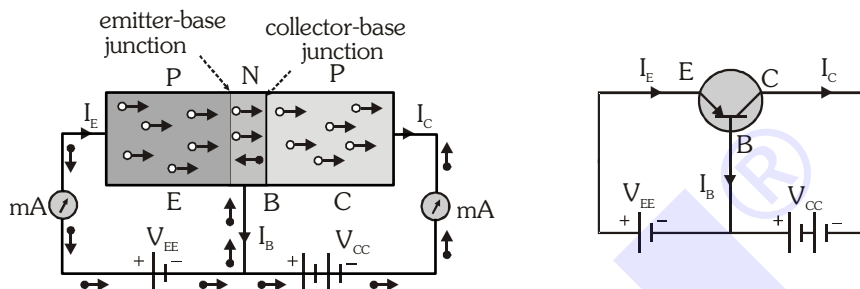 emitter-base
junction
collector-base
junction
P N P
I_E I_C
mA mA
E B C
I_B
+ V_EE −
+ V_CC −
I_E E C I_C
B
I_B
+ V_EE −
+ V_CC −
®